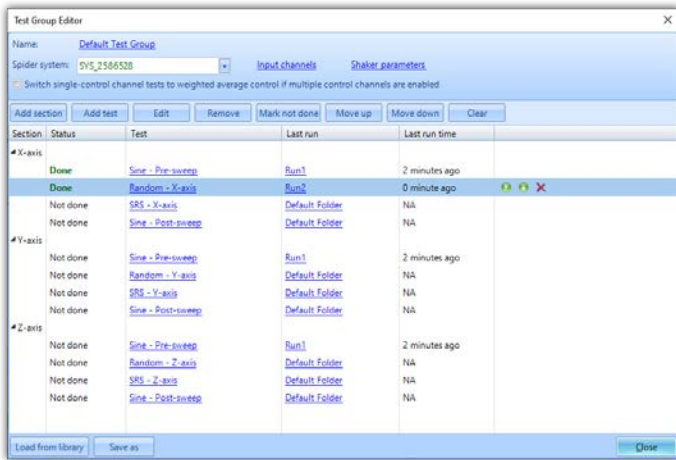 Test Group Editor
Name: Default Test Group
Spider system: SYS_2586528 Input channels Shaker parameters
Switch single-control channel tests to weighted average control if multiple control channels are enabled
Add section Add test Edit Remove Mark not done Move up Move down Clear
Section Status Test Last run Last run time
X-axis
Done Sine - Pre-sweep Run1 2 minutes ago
Done Random - X-axis Run2 0 minute ago
Not done SRS - X-axis Default Folder NA
Not done Sine - Post-sweep Default Folder NA
Y-axis
Not done Sine - Pre-sweep Run1 2 minutes ago
Not done Random - Y-axis Default Folder NA
Not done SRS - Y-axis Default Folder NA
Not done Sine - Post-sweep Default Folder NA
Z-axis
Not done Sine - Pre-sweep Run1 2 minutes ago
Not done Random - Z-axis Default Folder NA
Not done SRS - Z-axis Default Folder NA
Not done Sine - Post-sweep Default Folder NA
Load from library Save as Close